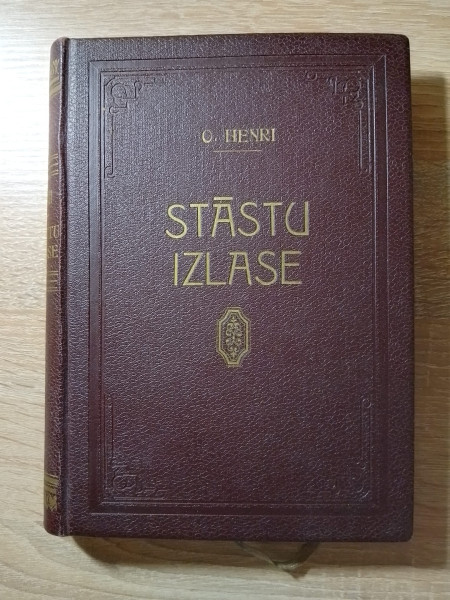 O. HENRI
STĀSTU
IZLASE